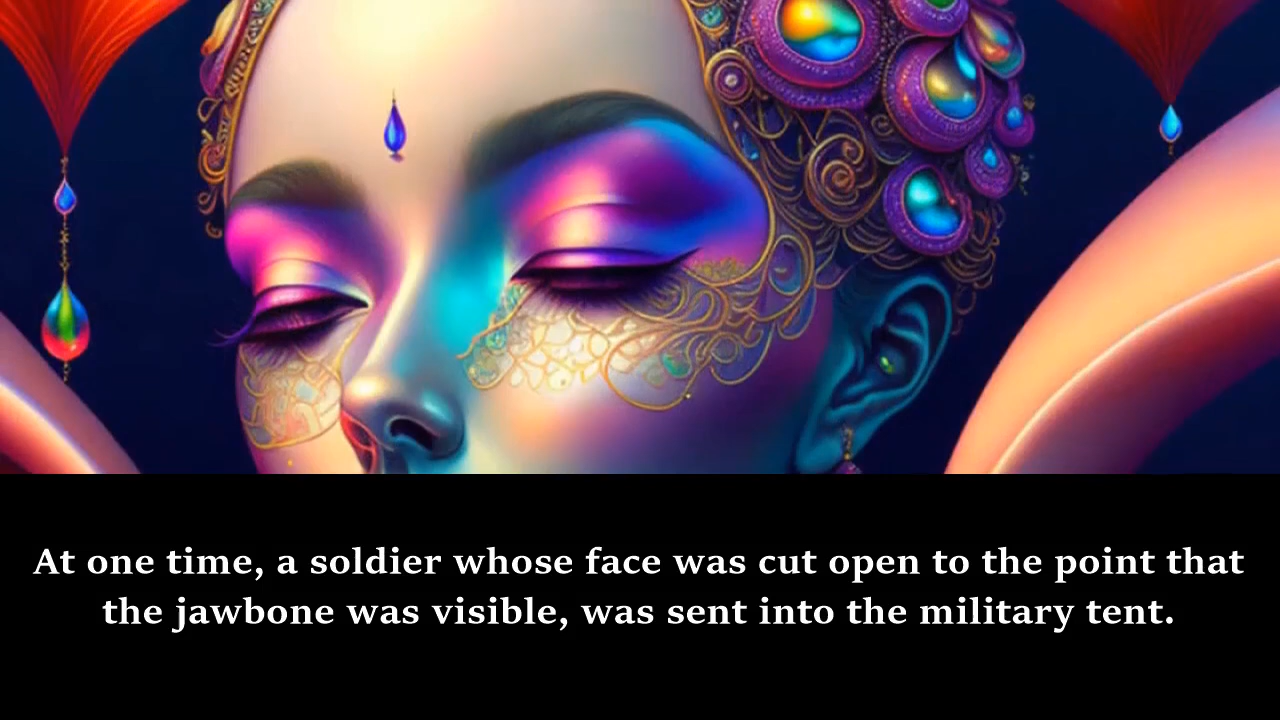 At one time, a soldier whose face was cut open to the point that
the jawbone was visible, was sent into the military tent.